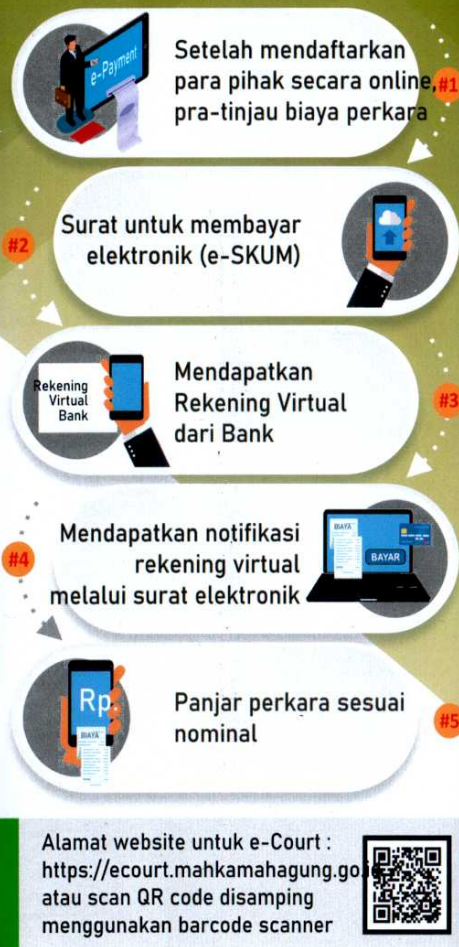 e-Payment
Setelah mendaftarkan
para pihak secara online,
pra-tinjau biaya perkara
#1
#2
Surat untuk membayar
elektronik (e-SKUM)
Rekening
Virtual
Bank
Mendapatkan
Rekening Virtual
dari Bank
#3
#4
Mendapatkan notifikasi
rekening virtual
melalui surat elektronik
BIAYA
BAYAR
Rp.
BIAYA
Panjar perkara sesuai
nominal
#5
Alamat website untuk e-Court :
https://ecourt.mahkamahagung.go.
atau scan QR code disamping
menggunakan barcode scanner